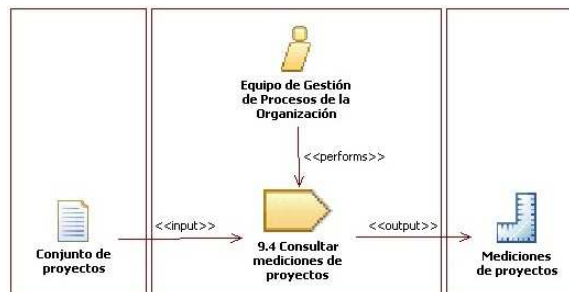 Equipo de Gestión
de Procesos de la
Organización
<<performs>>
<<input>>
<<output>>
Conjunto de
proyectos
9.4 Consultar
mediciones de
proyectos
Mediciones
de proyectos